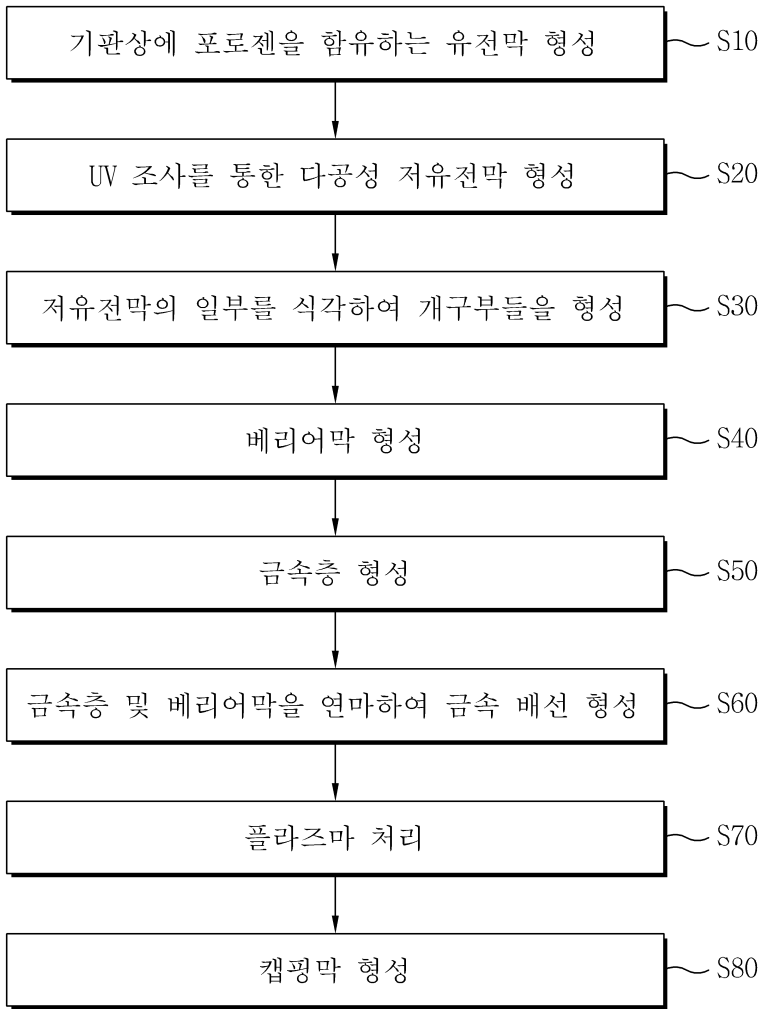 기판상에 포로젠을 함유하는 유전막 형성 S10
UV 조사를 통한 다공성 저유전막 형성 S20
저유전막의 일부를 식각하여 개구부들을 형성 S30
베리어막 형성 S40
금속층 형성 S50
금속층 및 베리어막을 연마하여 금속 배선 형성 S60
플라즈마 처리 S70
캡핑막 형성 S80